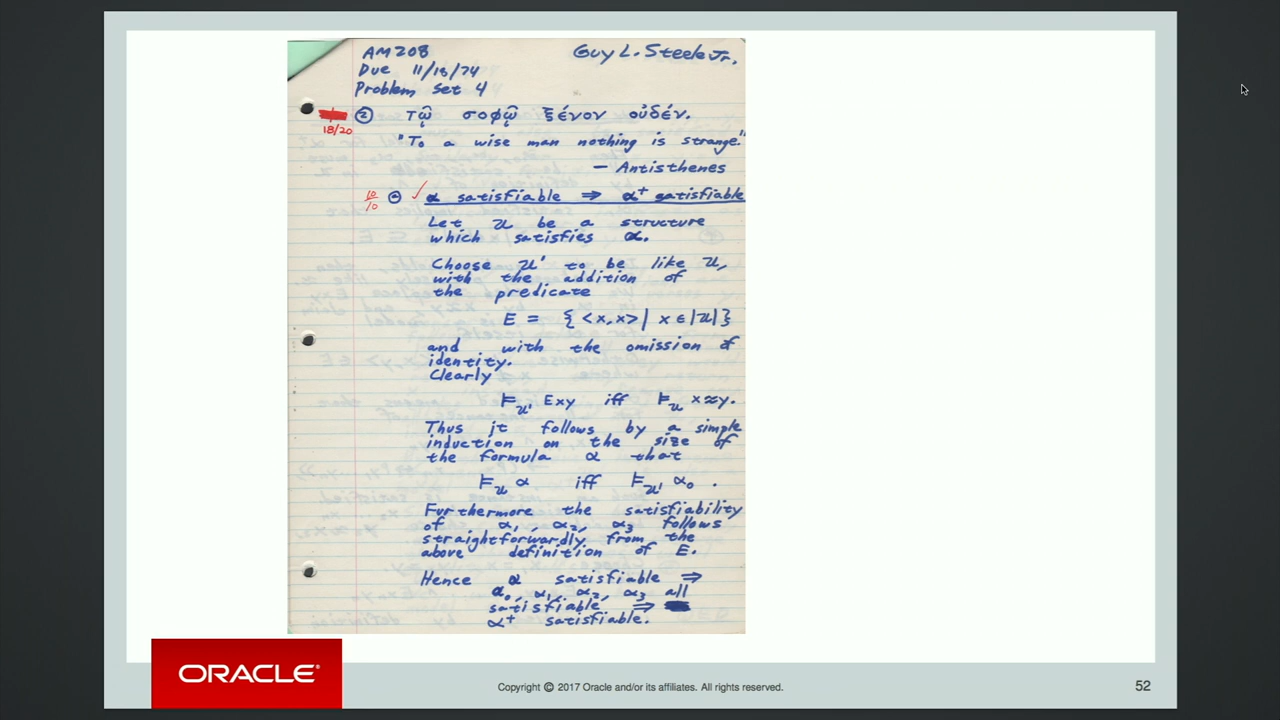 AM208
Guy L. Steele Jr.
Due 11/18/74
Problem Set 4
18/20
② τῷ σοφῷ ξένον οὐδέν.
"To a wise man nothing is strange."
— Antisthenes
10/10 ⓐ ✓ α satisfiable ⇒ α⁺ satisfiable
Let 𝔄 be a structure
which satisfies α.
Choose 𝔄' to be like 𝔄,
with the addition of
the predicate
E = {<x,x> | x ∈ |𝔄|}
and with the omission of
identity.
Clearly
⊨𝔄' Exy iff ⊨𝔄 x≈y.
Thus it follows by a simple
induction on the size of
the formula α that
⊨𝔄 α iff ⊨𝔄' α₀.
Furthermore the satisfiability
of α₁, α₂, α₃ follows
straightforwardly from the
above definition of E.
Hence α satisfiable ⇒
α₀, α₁, α₂, α₃ all
satisfiable ⇒
α⁺ satisfiable.
ORACLE®
Copyright © 2017 Oracle and/or its affiliates. All rights reserved.
52